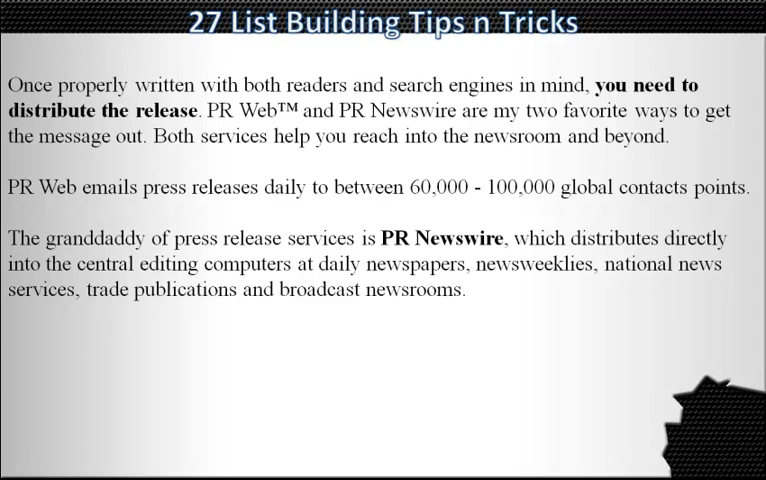 27 List Building Tips n Tricks
Once properly written with both readers and search engines in mind, you need to
distribute the release. PR Web™ and PR Newswire are my two favorite ways to get
the message out. Both services help you reach into the newsroom and beyond.
PR Web emails press releases daily to between 60,000 - 100,000 global contacts points.
The granddaddy of press release services is PR Newswire, which distributes directly
into the central editing computers at daily newspapers, newsweeklies, national news
services, trade publications and broadcast newsrooms.